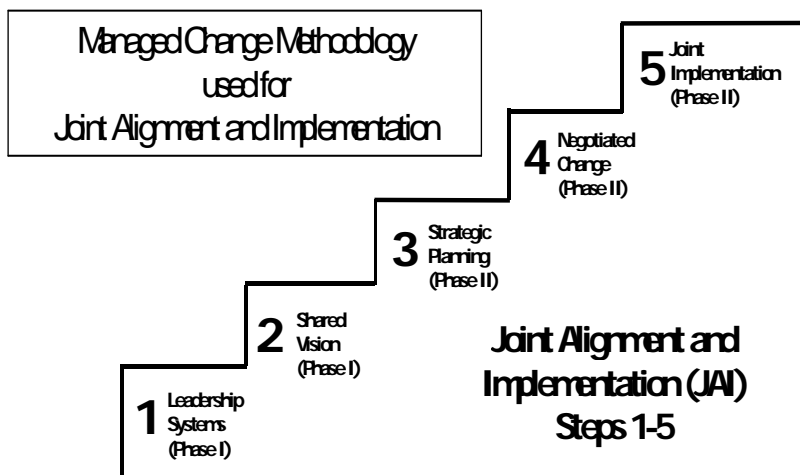 Managed Change Methodology
used for
Joint Alignment and Implementation
5 Joint
Implementation
(Phase II)
4 Negotiated
Change
(Phase II)
3 Strategic
Planning
(Phase II)
2 Shared
Vision
(Phase I)
1 Leadership
Systems
(Phase I)
Joint Alignment and
Implementation (JAI)
Steps 1-5